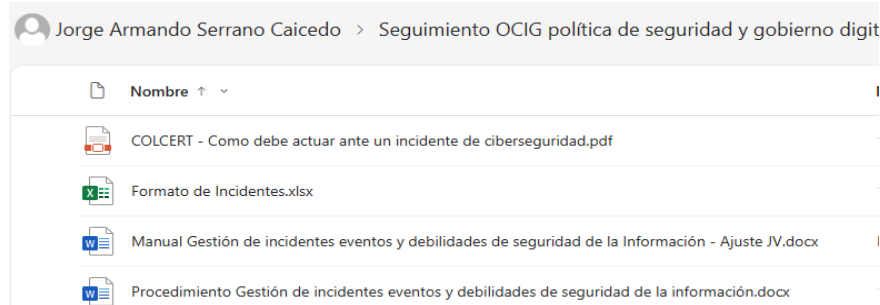 Jorge Armando Serrano Caicedo > Seguimiento OCIG política de seguridad y gobierno digit
Nombre ↑
COLCERT - Como debe actuar ante un incidente de ciberseguridad.pdf
Formato de Incidentes.xlsx
Manual Gestión de incidentes eventos y debilidades de seguridad de la Información - Ajuste JV.docx
Procedimiento Gestión de incidentes eventos y debilidades de seguridad de la información.docx